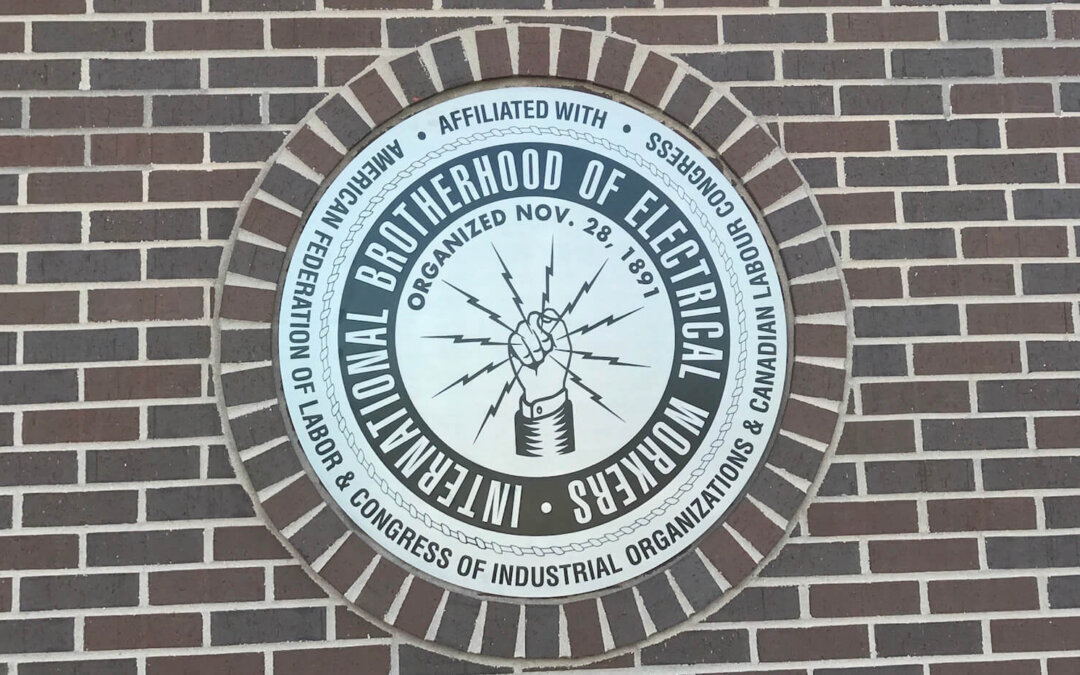 • AFFILIATED WITH •
AMERICAN FEDERATION OF LABOR & CONGRESS OF INDUSTRIAL ORGANIZATIONS & CANADIAN LABOUR CONGRESS
INTERNATIONAL BROTHERHOOD OF ELECTRICAL WORKERS •
ORGANIZED NOV. 28, 1891